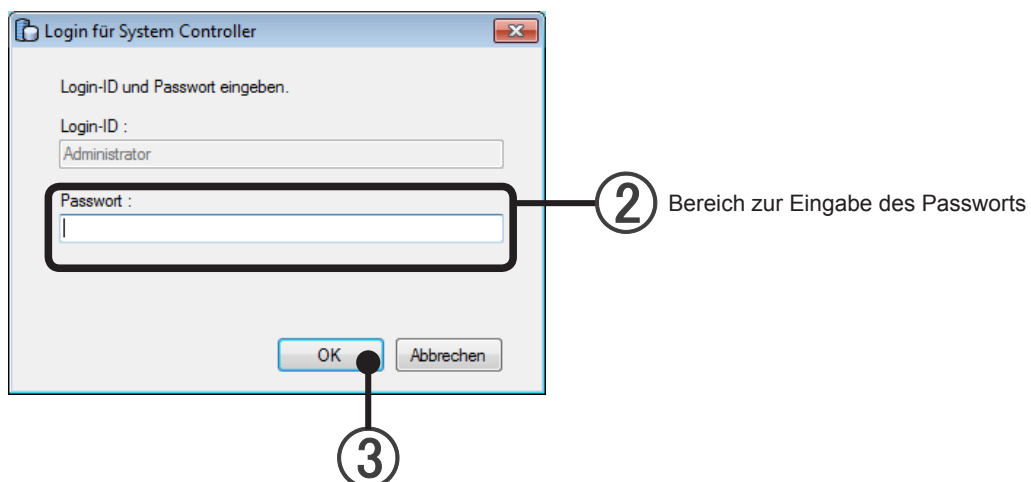 Login für System Controller
Login-ID und Passwort eingeben.
Login-ID :
Administrator
Passwort :
2 Bereich zur Eingabe des Passworts
OK Abbrechen
3